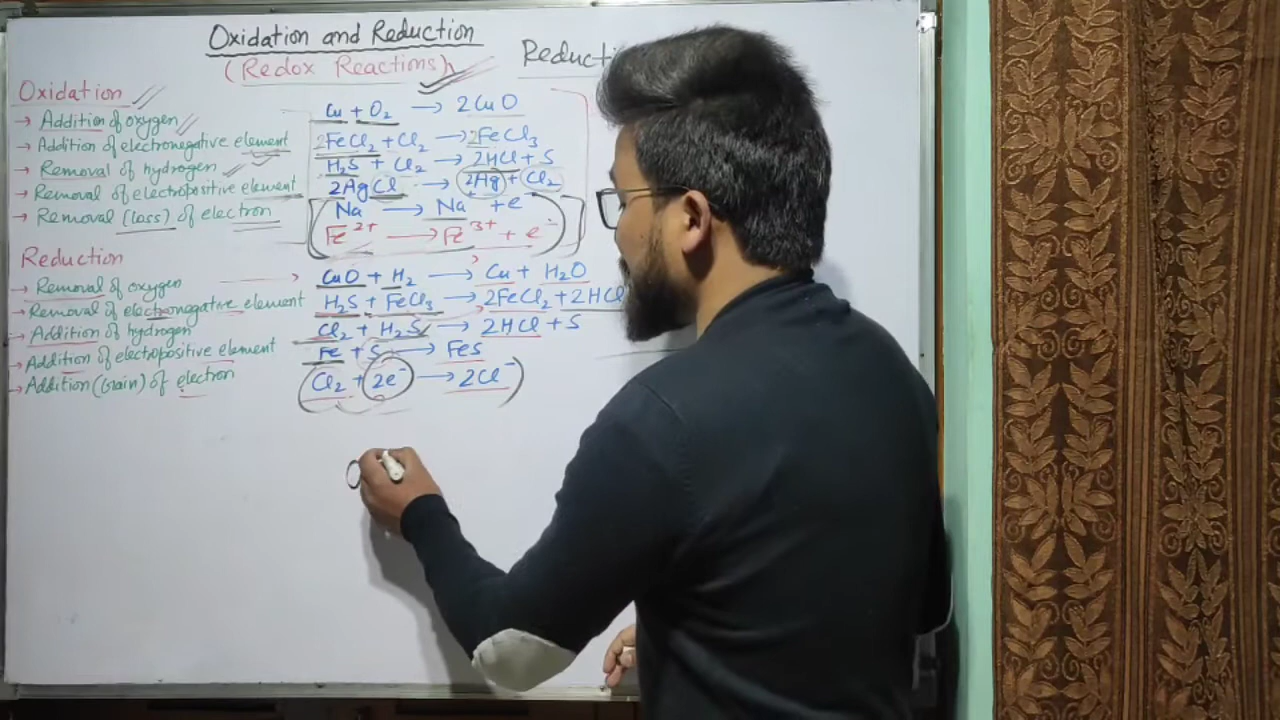 Oxidation and Reduction
(Redox Reactions)
Reducti
Oxidation
→ Addition of oxygen
→ Addition of electronegative element
→ Removal of hydrogen
→ Removal of electropositive element
→ Removal (loss) of electron
Cu + O₂ → 2CuO
2FeCl₂ + Cl₂ → 2FeCl₃
H₂S + Cl₂ → 2HCl + S
2AgCl → 2Ag + Cl₂
Na → Na⁺ + e⁻
Fe²⁺ → Fe³⁺ + e⁻
Reduction
→ Removal of oxygen
→ Removal of electronegative element
→ Addition of hydrogen
→ Addition of electropositive element
→ Addition (Gain) of electron
CuO + H₂ → Cu + H₂O
H₂S + FeCl₃ → 2FeCl₂ + 2HCl
Cl₂ + H₂S → 2HCl + S
Fe + S → Fes
Cl₂ + 2e⁻ → 2Cl⁻
O